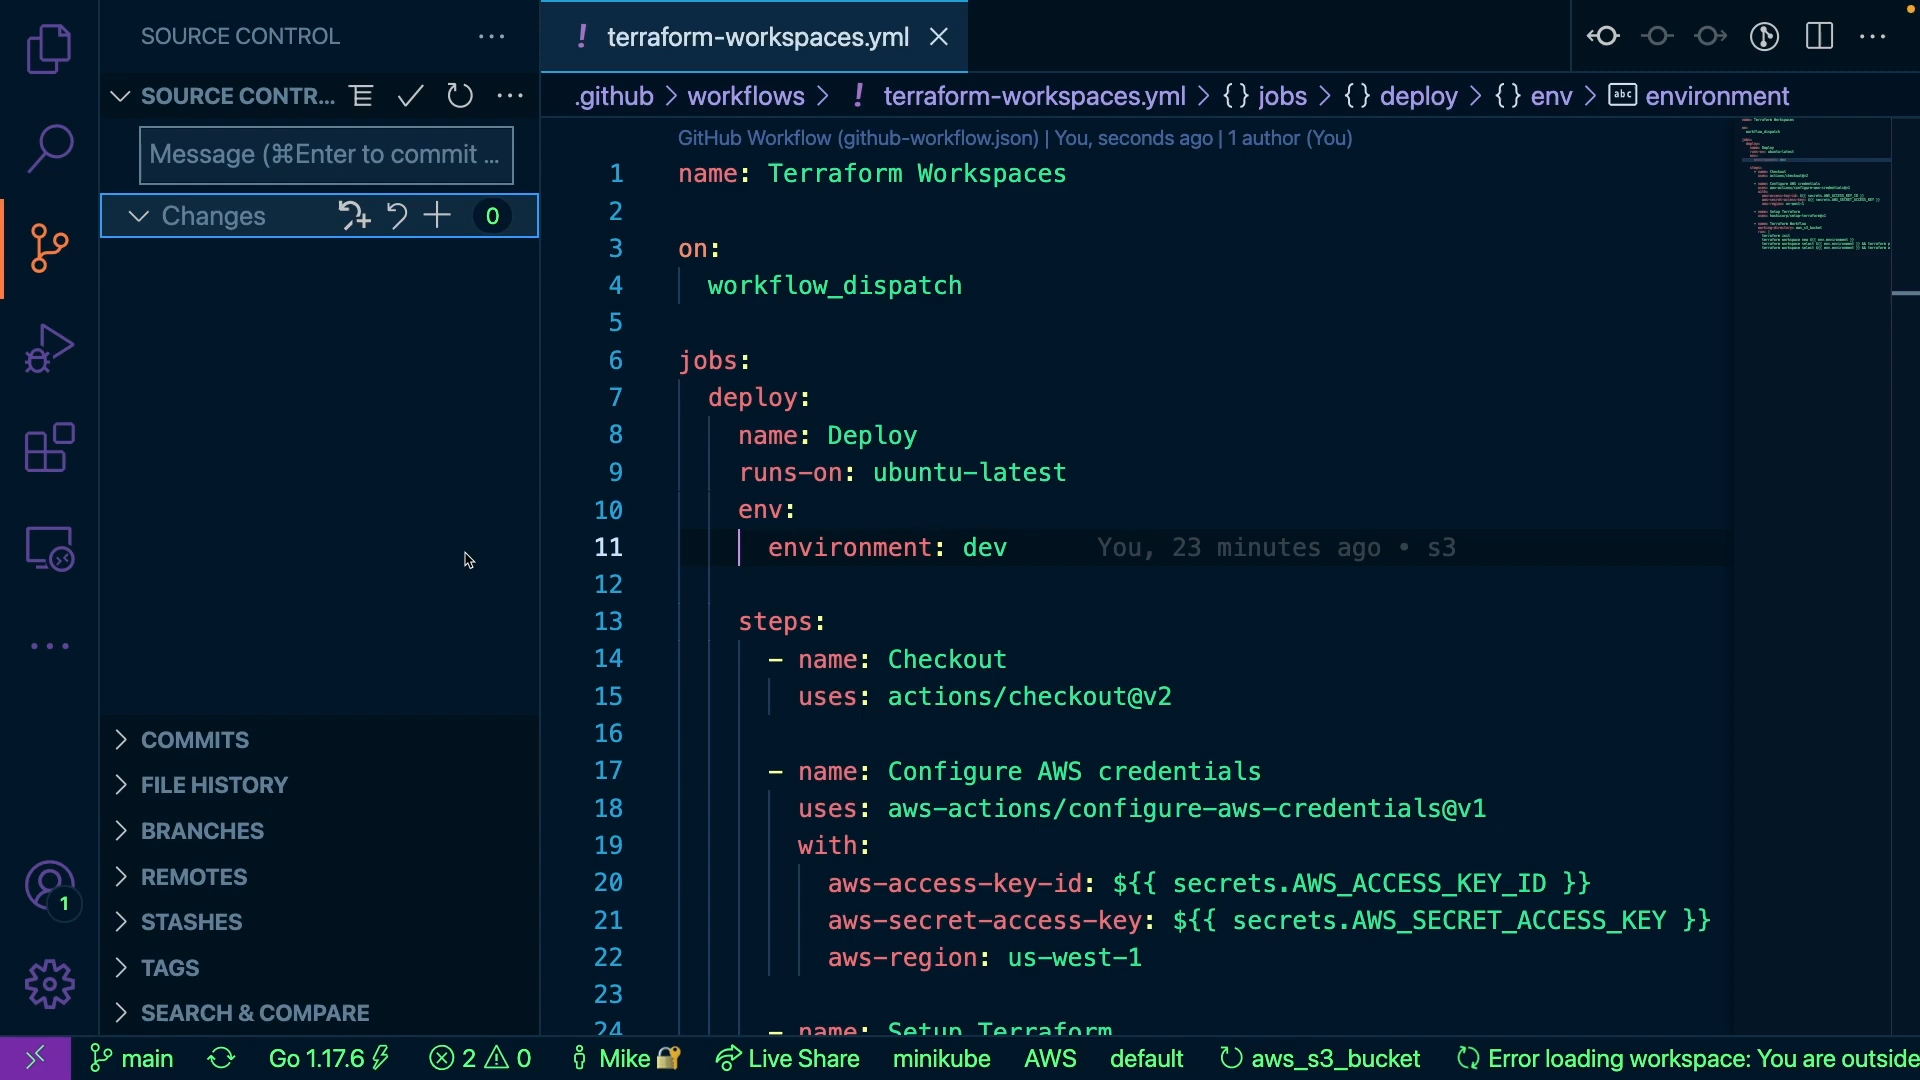 SOURCE CONTROL
terraform-workspaces.yml
SOURCE CONTR...
.github > workflows > ! terraform-workspaces.yml > {} jobs > {} deploy > {} env > abc environment
Message (⌘Enter to commit ...
Changes 0
GitHub Workflow (github-workflow.json) | You, seconds ago | 1 author (You)
1 name: Terraform Workspaces
2
3 on:
4 workflow_dispatch
5
6 jobs:
7 deploy:
8 name: Deploy
9 runs-on: ubuntu-latest
10 env:
11 environment: dev You, 23 minutes ago • s3
12
13 steps:
14 - name: Checkout
15 uses: actions/checkout@v2
16
17 - name: Configure AWS credentials
18 uses: aws-actions/configure-aws-credentials@v1
19 with:
20 aws-access-key-id: ${{ secrets.AWS_ACCESS_KEY_ID }}
21 aws-secret-access-key: ${{ secrets.AWS_SECRET_ACCESS_KEY }}
22 aws-region: us-west-1
23
24 - name: Setup Terraform
COMMITS
FILE HISTORY
BRANCHES
REMOTES
STASHES
TAGS
SEARCH & COMPARE
1
main Go 1.17.6 2 0 Mike Live Share minikube AWS default aws_s3_bucket Error loading workspace: You are outside